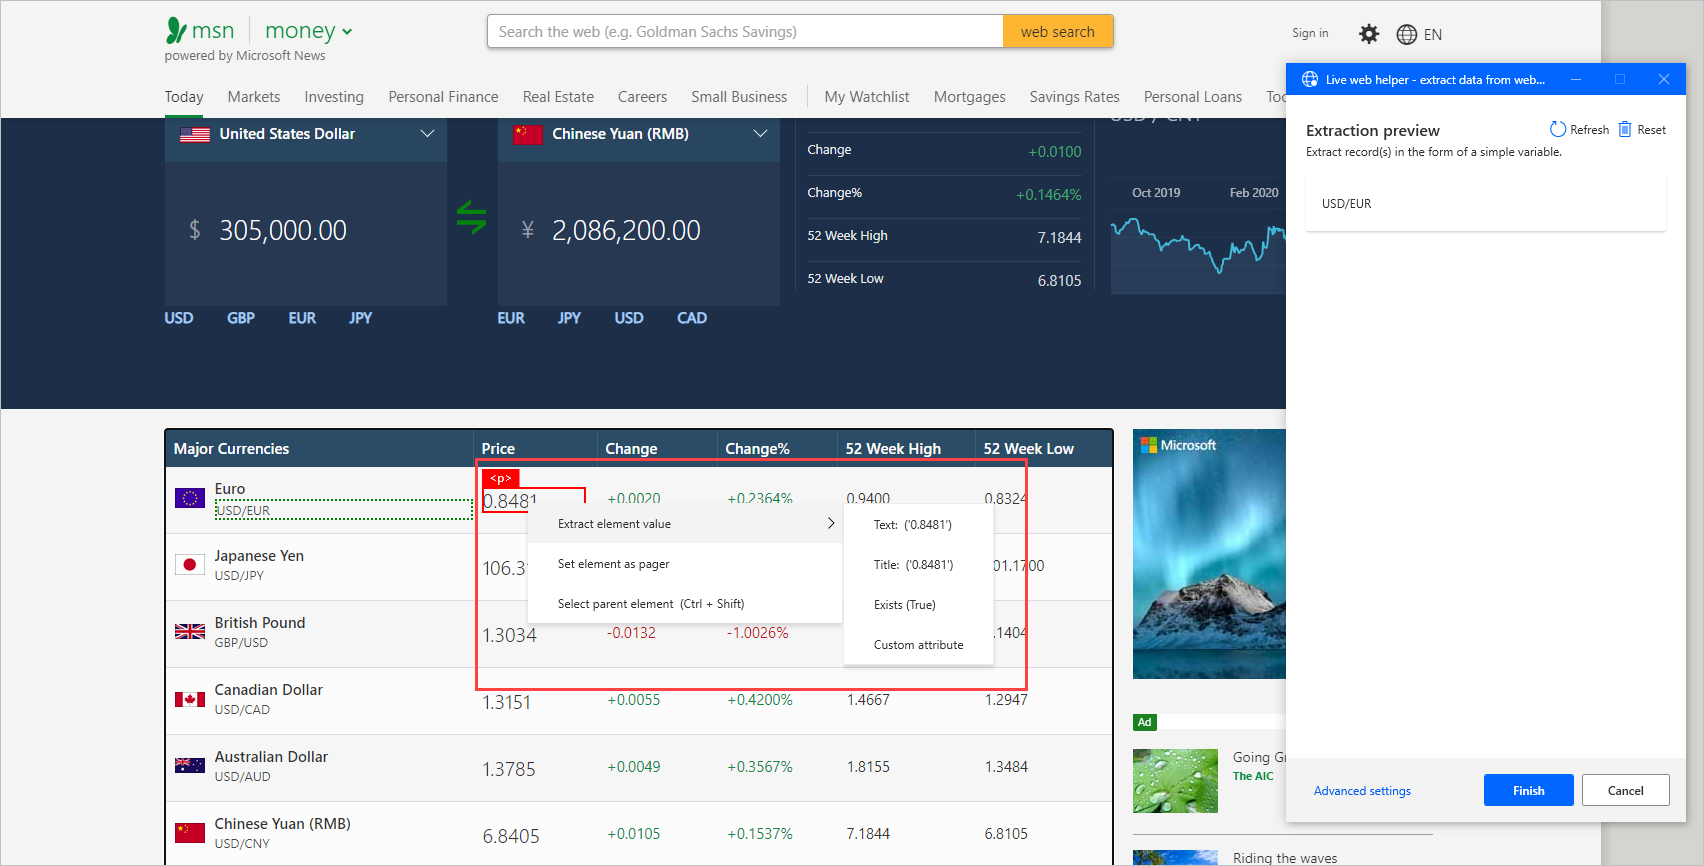 msn money
powered by Microsoft News
Search the web (e.g. Goldman Sachs Savings)
web search
Sign in
EN
Today Markets Investing Personal Finance Real Estate Careers Small Business My Watchlist Mortgages Savings Rates Personal Loans Too
United States Dollar
Chinese Yuan (RMB)
$ 305,000.00
¥ 2,086,200.00
USD GBP EUR JPY
EUR JPY USD CAD
Change +0.0100
Change% +0.1464%
52 Week High 7.1844
52 Week Low 6.8105
USD / CNY
Oct 2019 Feb 2020
Major Currencies Price Change Change% 52 Week High 52 Week Low
<p>
Euro
USD/EUR
0.8481 +0.0020 +0.2364% 0.9400 0.8324
Japanese Yen
USD/JPY
106.31 01.1700
British Pound
GBP/USD
1.3034 -0.0132 -1.0026% .1404
Canadian Dollar
USD/CAD
1.3151 +0.0055 +0.4200% 1.4667 1.2947
Australian Dollar
USD/AUD
1.3785 +0.0049 +0.3567% 1.8155 1.3484
Chinese Yuan (RMB)
USD/CNY
6.8405 +0.0105 +0.1537% 7.1844 6.8105
Extract element value
Set element as pager
Select parent element (Ctrl + Shift)
Text: ('0.8481')
Title: ('0.8481')
Exists (True)
Custom attribute
Microsoft
Ad
Going Gr
The AIC
Riding the waves
Live web helper - extract data from web...
Extraction preview
Refresh
Reset
Extract record(s) in the form of a simple variable.
USD/EUR
Advanced settings
Finish
Cancel